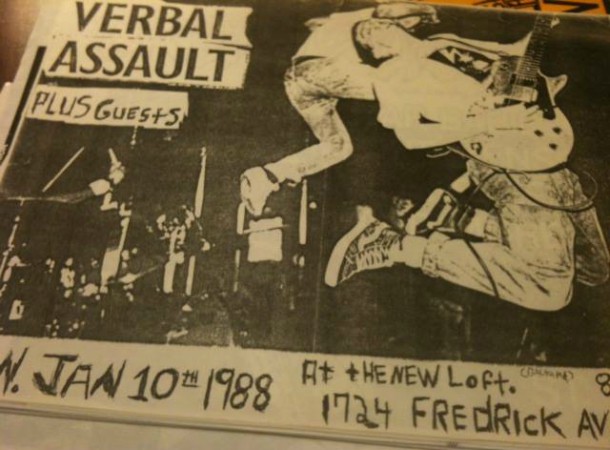 VERBAL
ASSAULT
PLUS GUESTS
N. JAN 10TH 1988
At tHE NEW LoFt.
1724 FREDRICK AV